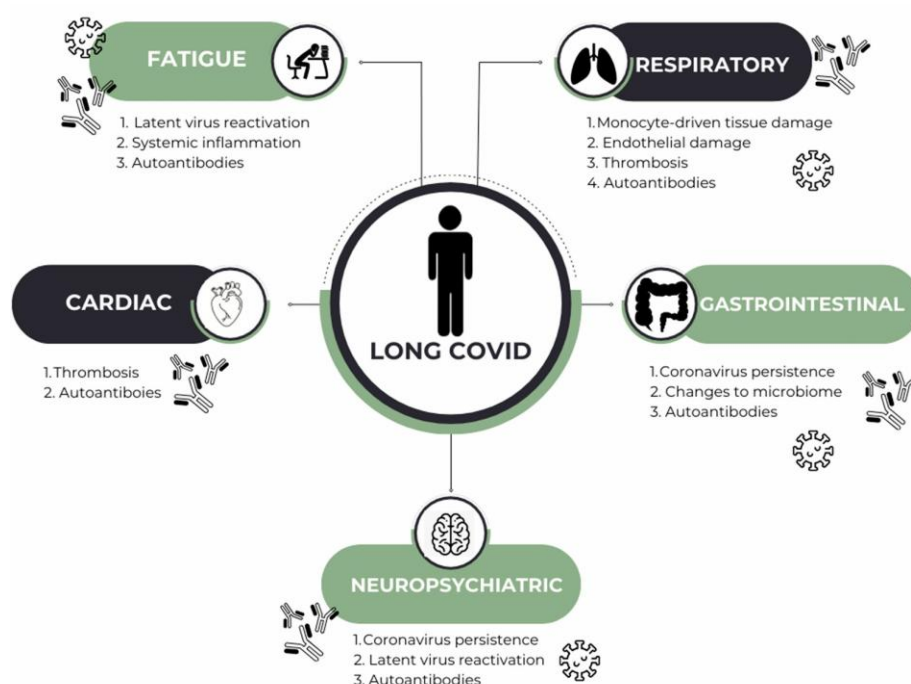 FATIGUE
1. Latent virus reactivation
2. Systemic inflammation
3. Autoantibodies
RESPIRATORY
1. Monocyte-driven tissue damage
2. Endothelial damage
3. Thrombosis
4. Autoantibodies
CARDIAC
1. Thrombosis
2. Autoantiboies
LONG COVID
GASTROINTESTINAL
1. Coronavirus persistence
2. Changes to microbiome
3. Autoantibodies
NEUROPSYCHIATRIC
1. Coronavirus persistence
2. Latent virus reactivation
3. Autoantibodies